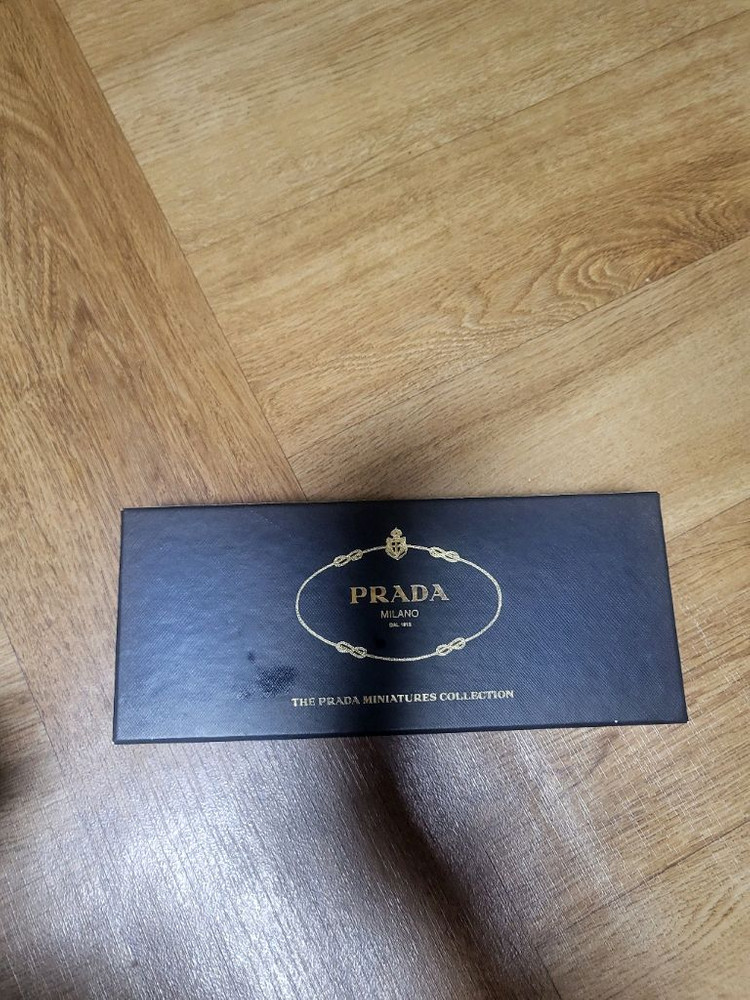 PRADA
MILANO
DAL 1913
THE PRADA MINIATURES COLLECTION